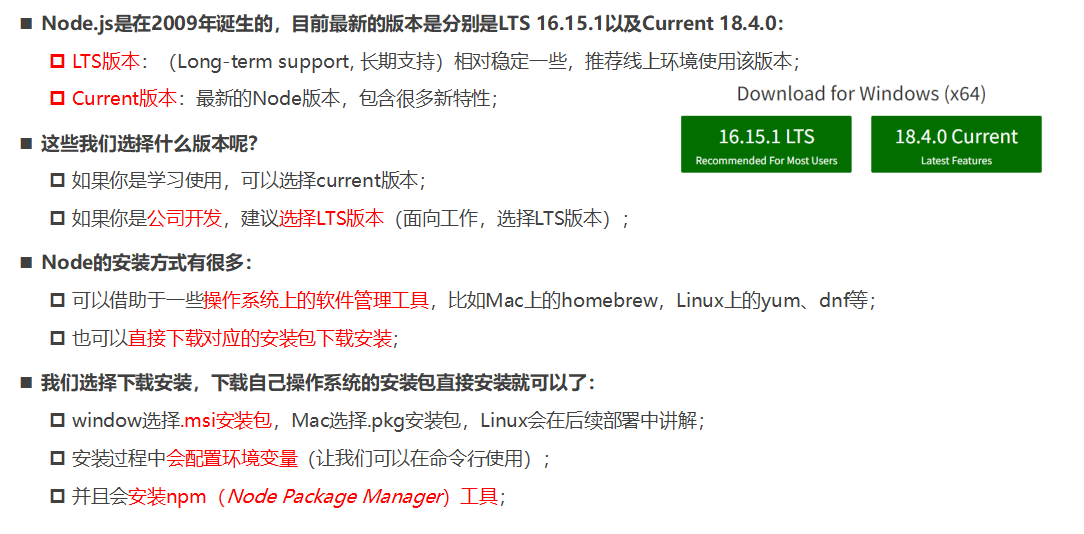 Node.js是在2009年诞生的，目前最新的版本是分别是LTS 16.15.1以及Current 18.4.0：
LTS版本：（Long-term support, 长期支持）相对稳定一些，推荐线上环境使用该版本；
Current版本：最新的Node版本，包含很多新特性；
Download for Windows (x64)
16.15.1 LTS
Recommended For Most Users
18.4.0 Current
Latest Features
这些我们选择什么版本呢？
如果你是学习使用，可以选择current版本；
如果你是公司开发，建议选择LTS版本（面向工作，选择LTS版本）；
Node的安装方式有很多：
可以借助于一些操作系统上的软件管理工具，比如Mac上的homebrew，Linux上的yum、dnf等；
也可以直接下载对应的安装包下载安装；
我们选择下载安装，下载自己操作系统的安装包直接安装就可以了：
window选择.msi安装包，Mac选择.pkg安装包，Linux会在后续部署中讲解；
安装过程中会配置环境变量（让我们可以在命令行使用）；
并且会安装npm（Node Package Manager）工具；